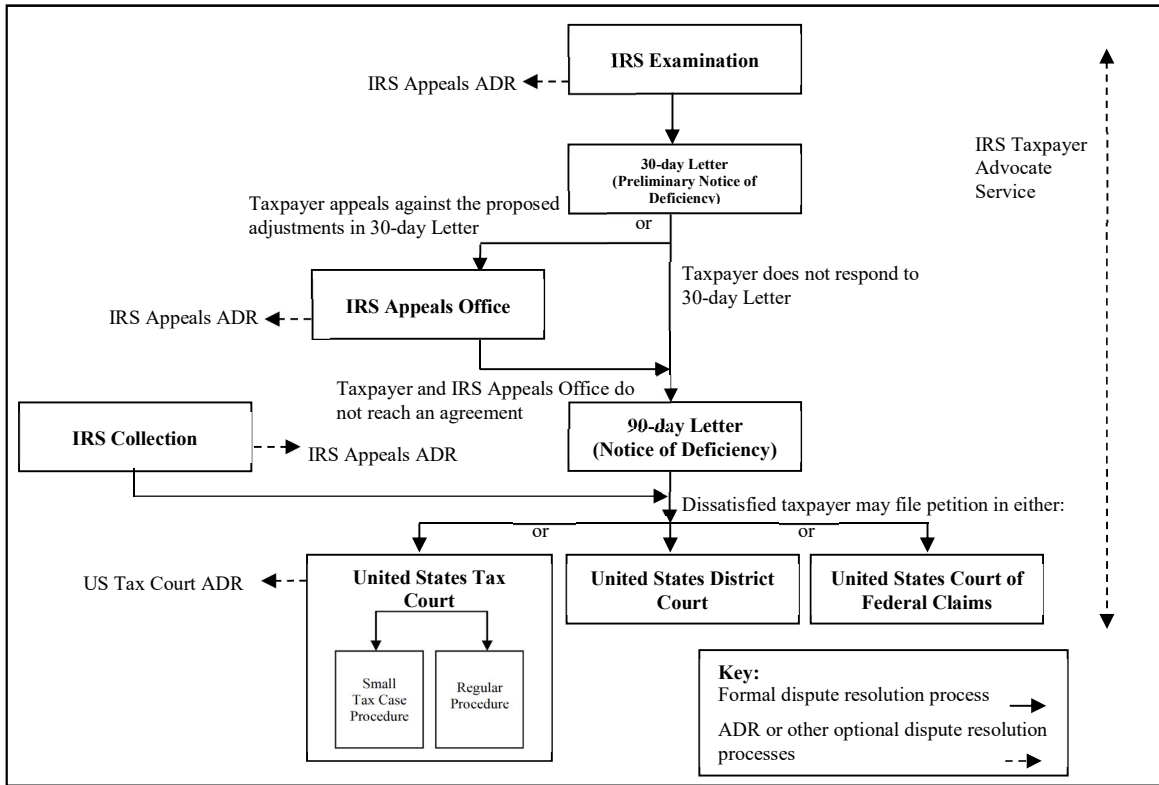 IRS Examination
IRS Appeals ADR
30-day Letter
(Preliminary Notice of
Deficiency)
IRS Taxpayer
Advocate
Service
Taxpayer appeals against the proposed
adjustments in 30-day Letter
or
Taxpayer does not respond to
30-day Letter
IRS Appeals Office
IRS Appeals ADR
Taxpayer and IRS Appeals Office do
not reach an agreement
90-day Letter
(Notice of Deficiency)
IRS Collection
IRS Appeals ADR
Dissatisfied taxpayer may file petition in either:
or
or
United States Tax
Court
United States District
Court
United States Court of
Federal Claims
US Tax Court ADR
Small
Tax Case
Procedure
Regular
Procedure
Key:
Formal dispute resolution process
ADR or other optional dispute resolution
processes